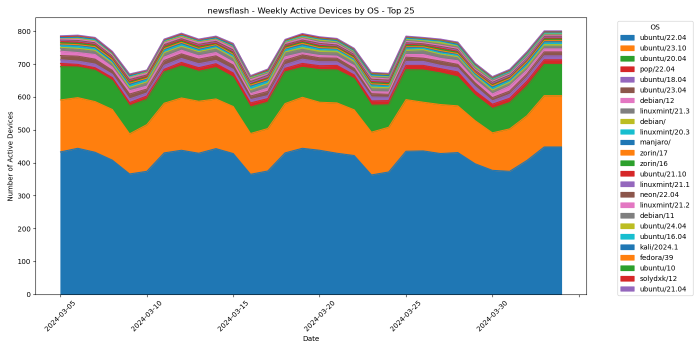 newsflash - Weekly Active Devices by OS - Top 25
Number of Active Devices
800
700
600
500
400
300
200
100
0
2024-03-05
2024-03-10
2024-03-15
2024-03-20
2024-03-25
2024-03-30
Date
OS
ubuntu/22.04
ubuntu/23.10
ubuntu/20.04
pop/22.04
ubuntu/18.04
ubuntu/23.04
debian/12
linuxmint/21.3
debian/
linuxmint/20.3
manjaro/
zorin/17
zorin/16
ubuntu/21.10
linuxmint/21.1
neon/22.04
linuxmint/21.2
debian/11
ubuntu/24.04
ubuntu/16.04
kali/2024.1
fedora/39
ubuntu/10
solydxk/12
ubuntu/21.04